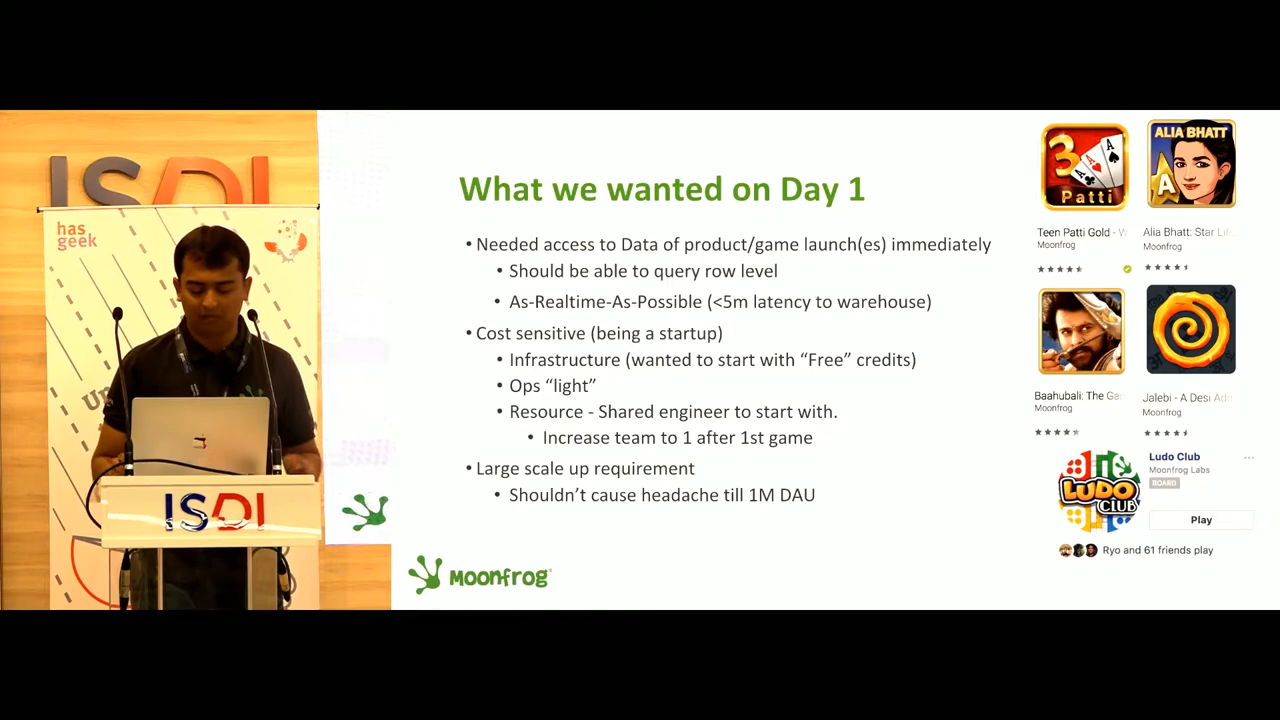 ISDI
has
geek
ISDI
What we wanted on Day 1
• Needed access to Data of product/game launch(es) immediately
• Should be able to query row level
• As-Realtime-As-Possible (<5m latency to warehouse)
• Cost sensitive (being a startup)
• Infrastructure (wanted to start with “Free” credits)
• Ops “light”
• Resource - Shared engineer to start with.
• Increase team to 1 after 1st game
• Large scale up requirement
• Shouldn’t cause headache till 1M DAU
Moonfrog
3
Patti
Teen Patti Gold - W
Moonfrog
ALIA BHATT
A
Alia Bhatt: Star Life
Moonfrog
Baahubali: The Gam
Moonfrog
Jalebi - A Desi Ad
Moonfrog
LUDO
CLUB
Ludo Club
Moonfrog Labs
BOARD
Play
Ryo and 61 friends play